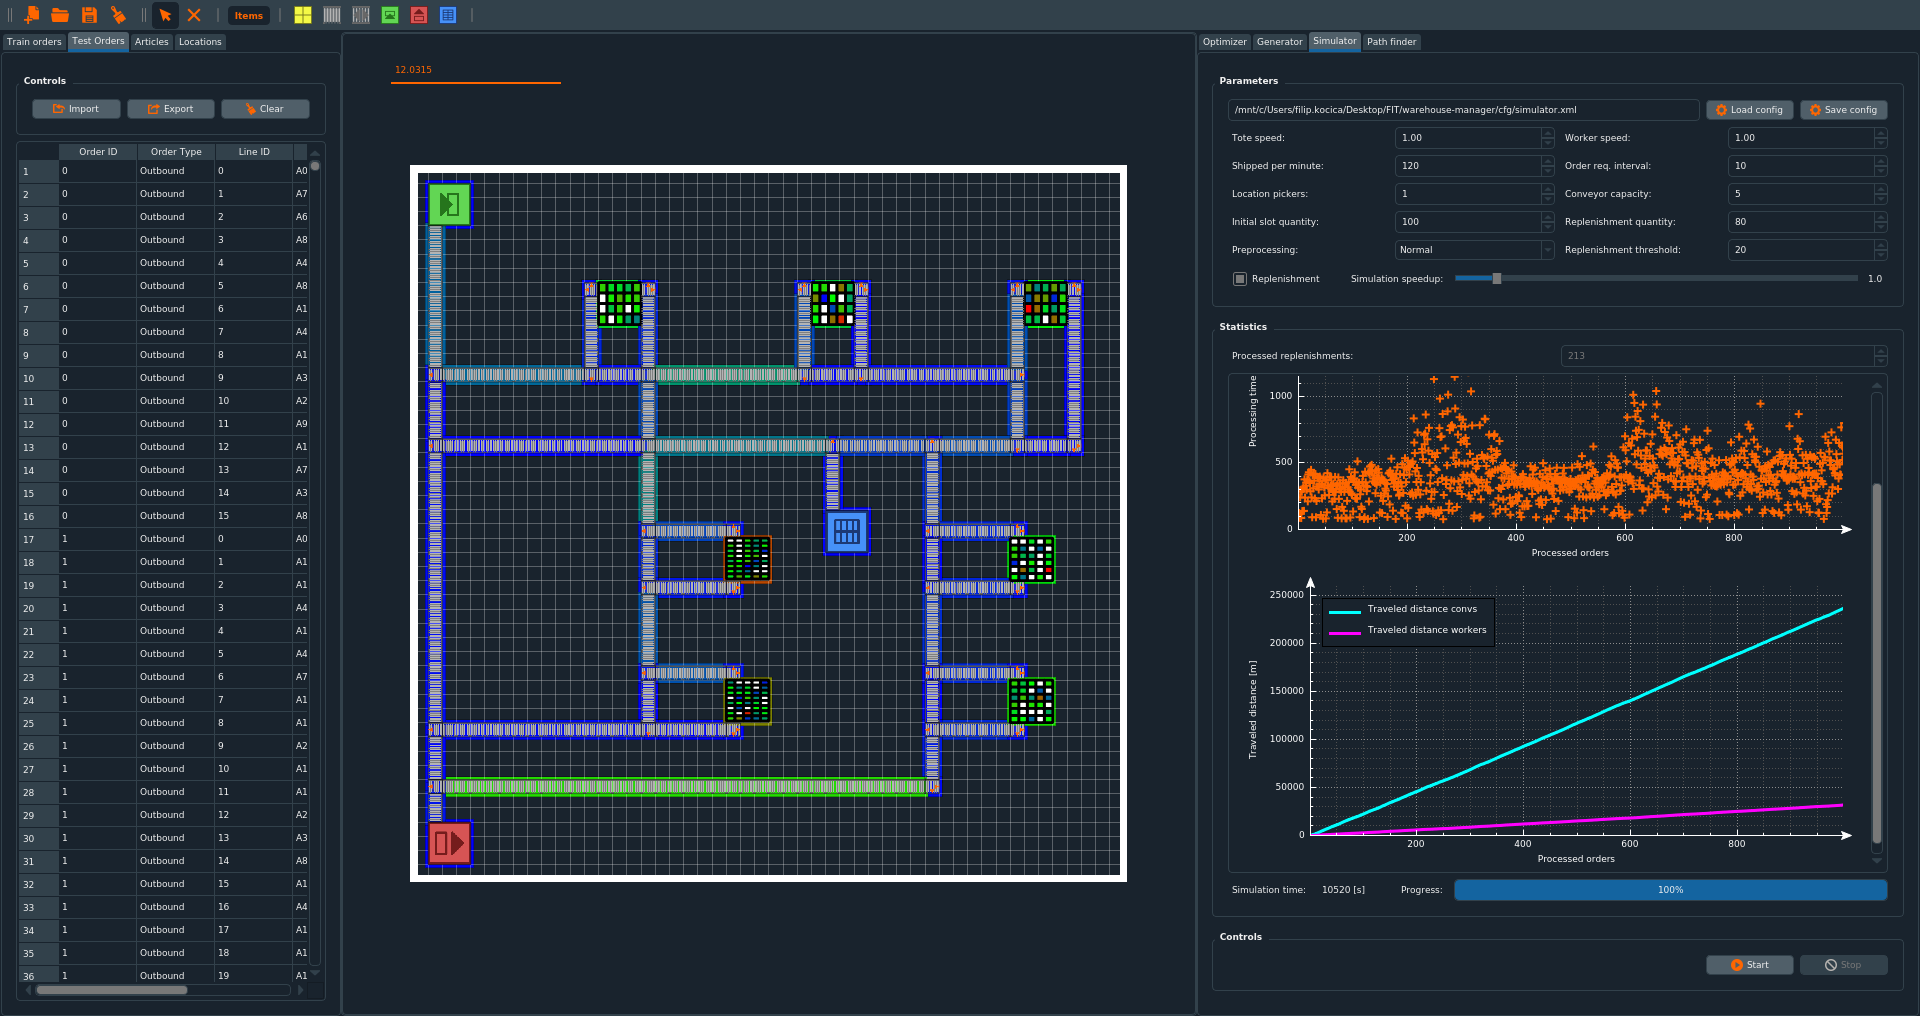 Items
Train orders Test Orders Articles Locations
Controls
Import Export Clear
Order ID Order Type Line ID
1 0 Outbound 0 A0
2 0 Outbound 1 A7
3 0 Outbound 2 A6
4 0 Outbound 3 A8
5 0 Outbound 4 A4
6 0 Outbound 5 A8
7 0 Outbound 6 A1
8 0 Outbound 7 A4
9 0 Outbound 8 A1
10 0 Outbound 9 A3
11 0 Outbound 10 A2
12 0 Outbound 11 A9
13 0 Outbound 12 A1
14 0 Outbound 13 A7
15 0 Outbound 14 A3
16 0 Outbound 15 A8
17 1 Outbound 0 A0
18 1 Outbound 1 A1
19 1 Outbound 2 A1
20 1 Outbound 3 A4
21 1 Outbound 4 A1
22 1 Outbound 5 A4
23 1 Outbound 6 A7
24 1 Outbound 7 A1
25 1 Outbound 8 A1
26 1 Outbound 9 A2
27 1 Outbound 10 A1
28 1 Outbound 11 A1
29 1 Outbound 12 A2
30 1 Outbound 13 A3
31 1 Outbound 14 A8
32 1 Outbound 15 A1
33 1 Outbound 16 A4
34 1 Outbound 17 A1
35 1 Outbound 18 A1
36 1 Outbound 19 A1
12.0315
Optimizer Generator Simulator Path finder
Parameters
/mnt/c/Users/filip.kocica/Desktop/FIT/warehouse-manager/cfg/simulator.xml Load config Save config
Tote speed: 1.00 Worker speed: 1.00
Shipped per minute: 120 Order req. interval: 10
Location pickers: 1 Conveyor capacity: 5
Initial slot quantity: 100 Replenishment quantity: 80
Preprocessing: Normal Replenishment threshold: 20
Replenishment Simulation speedup: 1.0
Statistics
Processed replenishments: 213
Processing time
1000
500
0
200 400 600 800
Processed orders
Traveled distance [m]
250000
200000
150000
100000
50000
0
Traveled distance convs
Traveled distance workers
200 400 600 800
Processed orders
Simulation time: 10520 [s] Progress: 100%
Controls
Start Stop